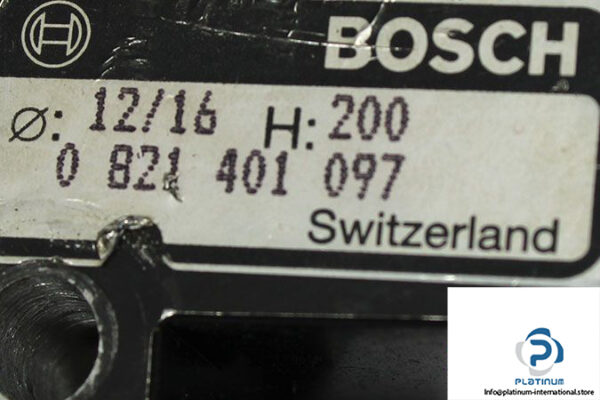 BOSCH
Ø: 12/16 H: 200
0 821 401 097
Switzerland
PLATINUM
Info@platinum-international.store